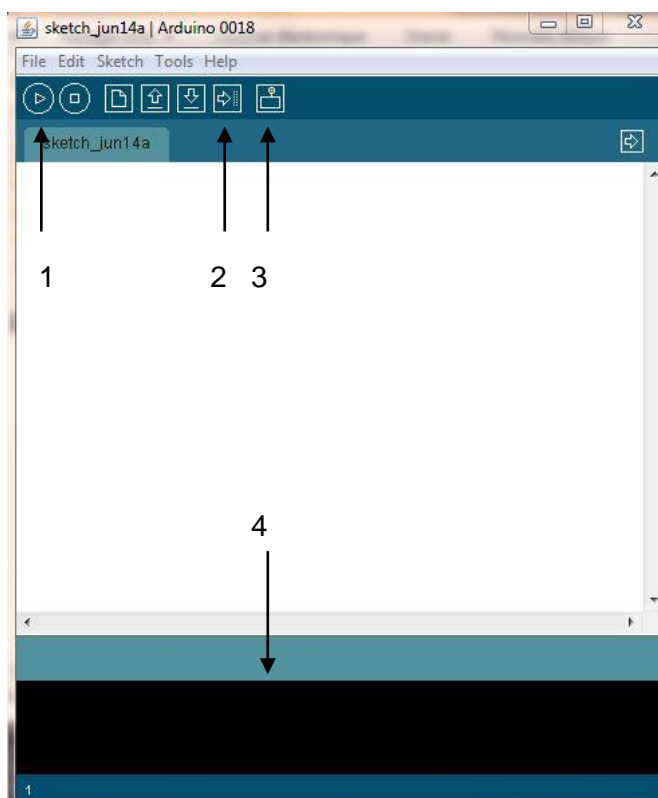 sketch_jun14a | Arduino 0018
File Edit Sketch Tools Help
sketch_jun14a
1 2 3
4
1